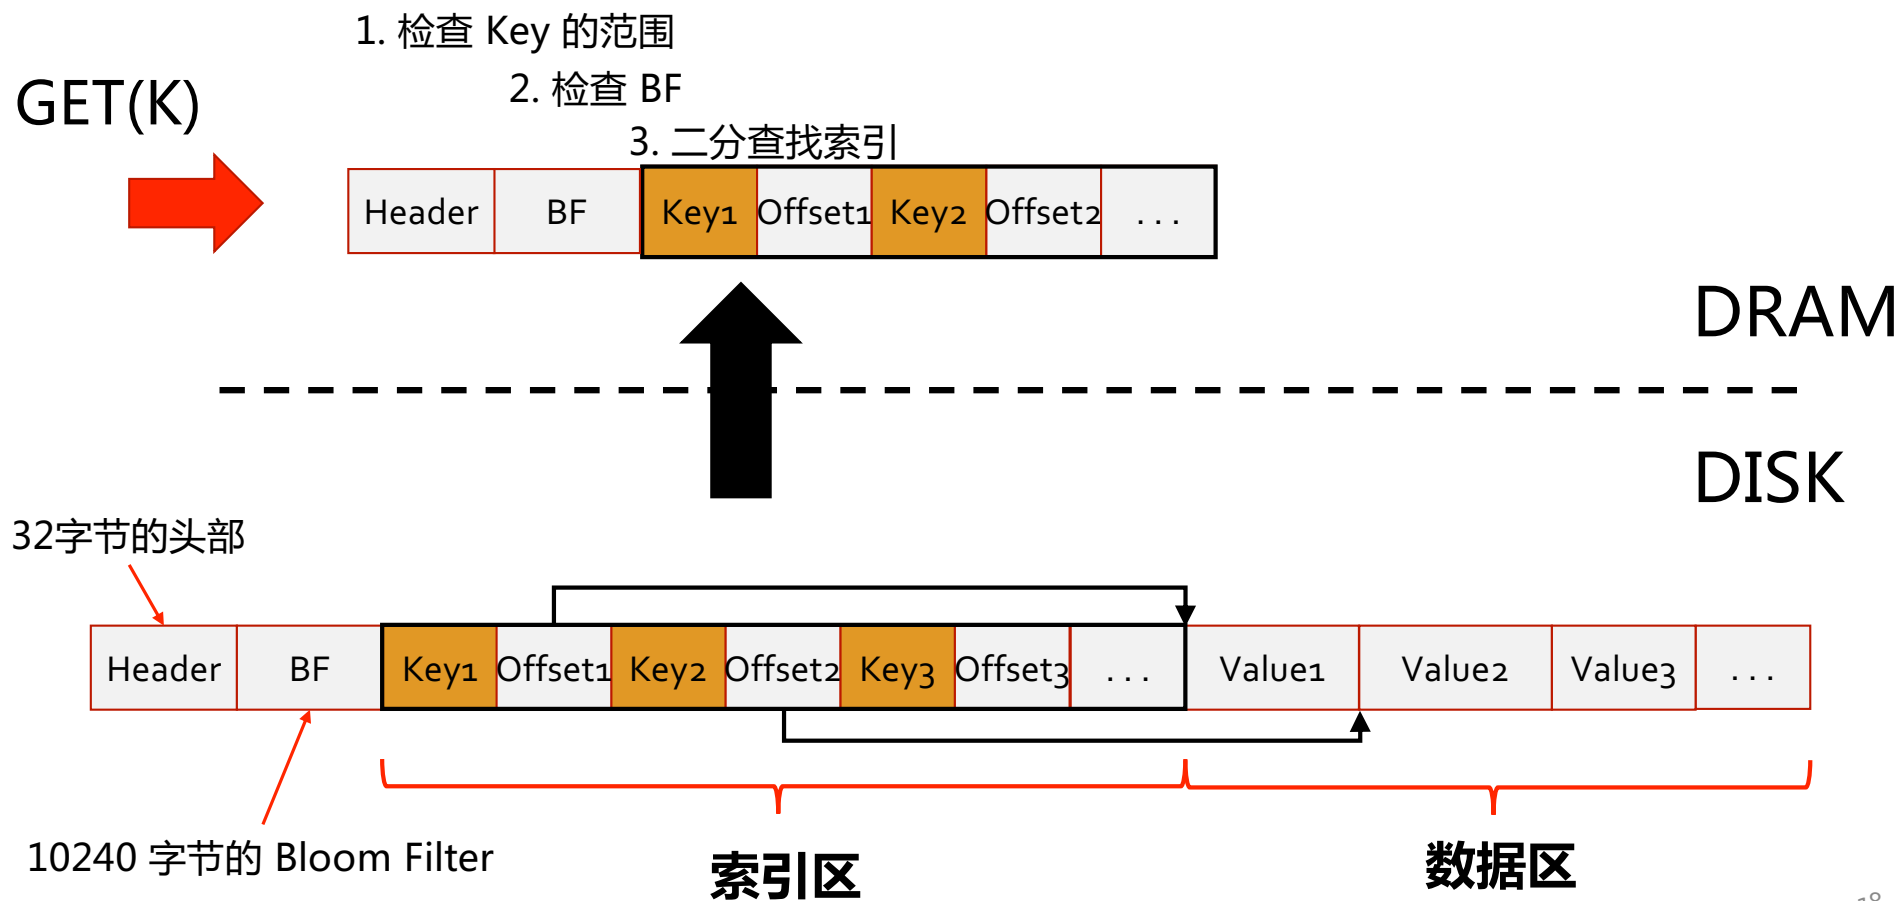 1. 检查 Key 的范围
2. 检查 BF
GET(K)
3. 二分查找索引
Header BF Key1 Offset1 Key2 Offset2 ...
DRAM
DISK
32字节的头部
Header BF Key1 Offset1 Key2 Offset2 Key3 Offset3 ... Value1 Value2 Value3 ...
10240 字节的 Bloom Filter
索引区
数据区
18